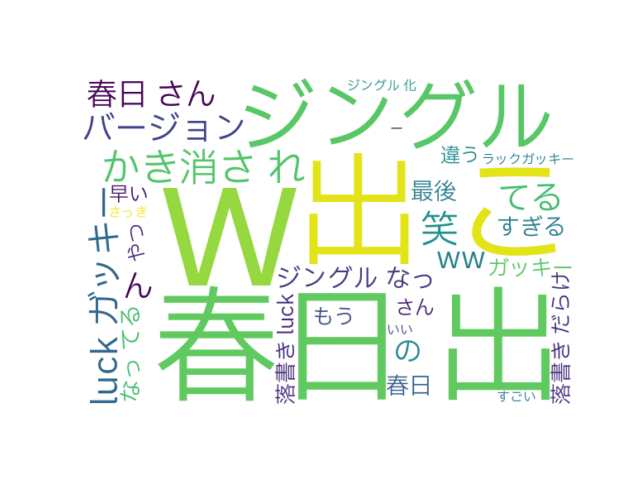 ジングル 化
春日 さん
ジングル
バージョン
ー
かき消さ れ
違う
ラックガッキー
早い
さっき
w
出
最後
こ
てる
すぎる
笑
やつ
ww
ガッキー
luck ガッキー
ん
ジングル なっ
春日 出
なっ てる
落書き luck
もう
さん
いい
の
春日
すごい
落書き だらけ